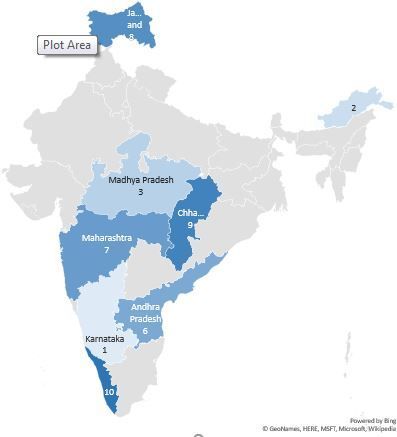 Ja...
and
8
Plot Area
2
Madhya Pradesh
3
Chha...
9
Maharashtra
7
Andhra
Pradesh
6
Karnataka
1
10
Powered by Bing
© GeoNames, HERE, MSFT, Microsoft, Wikipedia